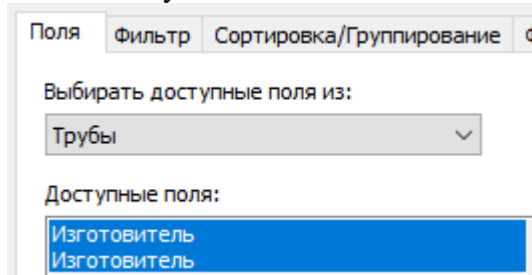 Поля Фильтр Сортировка/Группирование
Выбирать доступные поля из:
Трубы
Доступные поля:
Изготовитель
Изготовитель